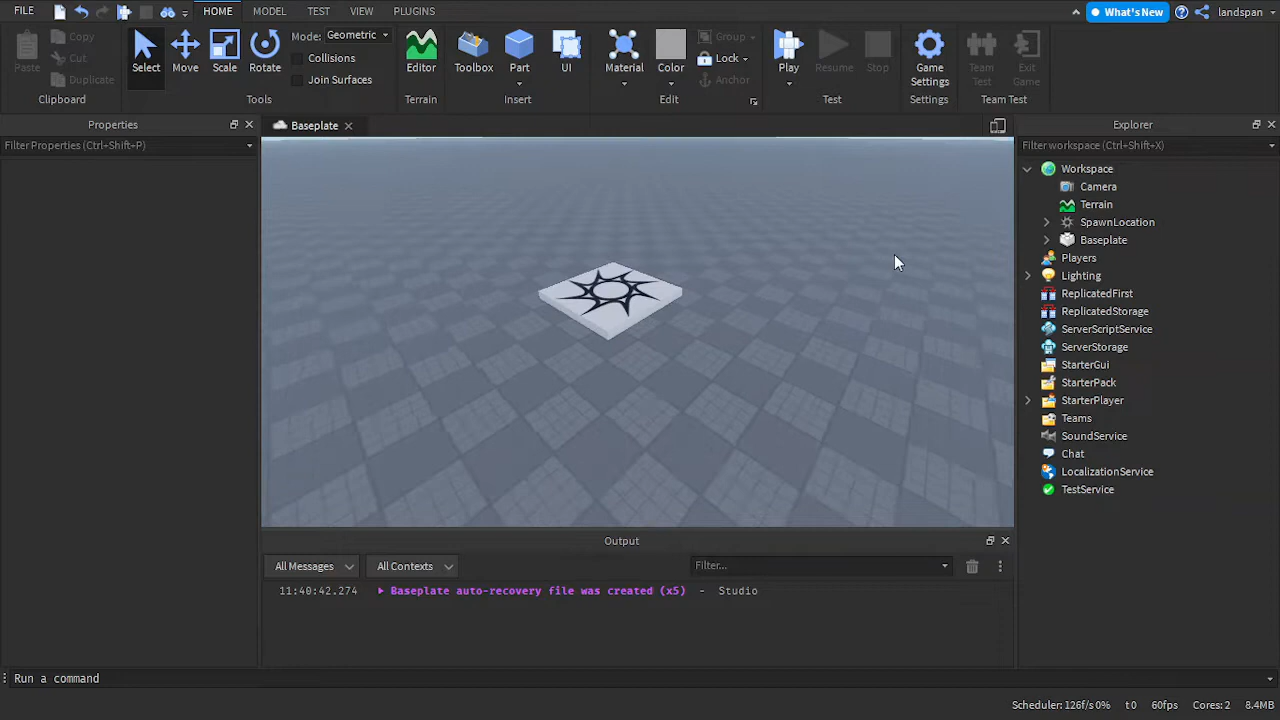 FILE HOME MODEL TEST VIEW PLUGINS What's New landspan
Paste Copy Cut Duplicate Clipboard
Select Move Scale Rotate Mode: Geometric Collisions Join Surfaces Tools
Editor Terrain
Toolbox Part UI Insert
Material Color Group Lock Anchor Edit
Play Resume Stop Test
Game Settings Settings
Team Test Exit Game Team Test
Properties
Filter Properties (Ctrl+Shift+P)
Baseplate
Explorer
Filter workspace (Ctrl+Shift+X)
Workspace
Camera
Terrain
SpawnLocation
Baseplate
Players
Lighting
ReplicatedFirst
ReplicatedStorage
ServerScriptService
ServerStorage
StarterGui
StarterPack
StarterPlayer
Teams
SoundService
Chat
LocalizationService
TestService
Output
All Messages All Contexts Filter...
11:40:42.274 Baseplate auto-recovery file was created (x5) - Studio
Run a command
Scheduler: 126f/s 0% t0 60fps Cores: 2 8.4MB